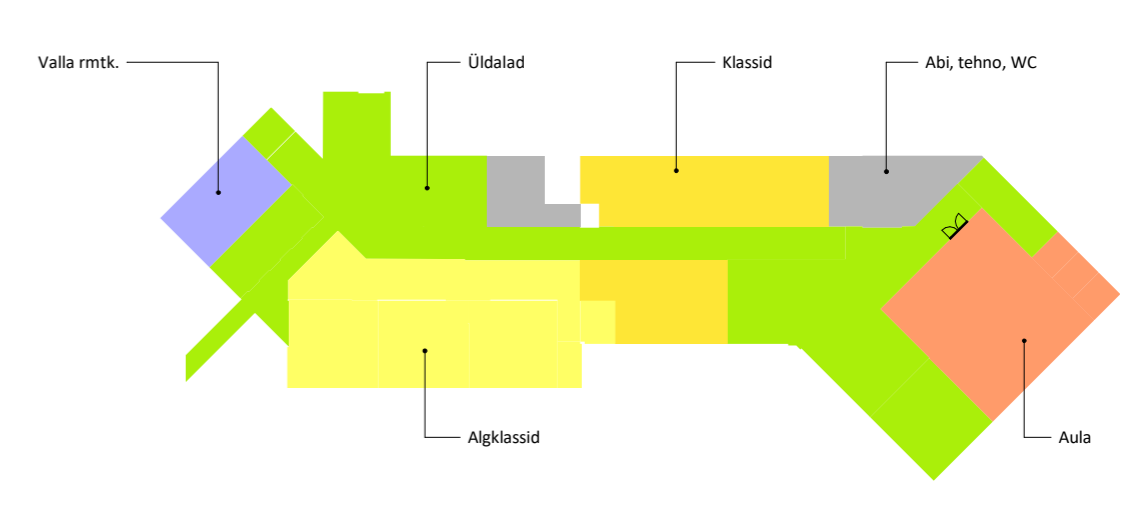 Valla rmtk.
Üldalad
Klassid
Abi, tehno, WC
Algklassid
Aula